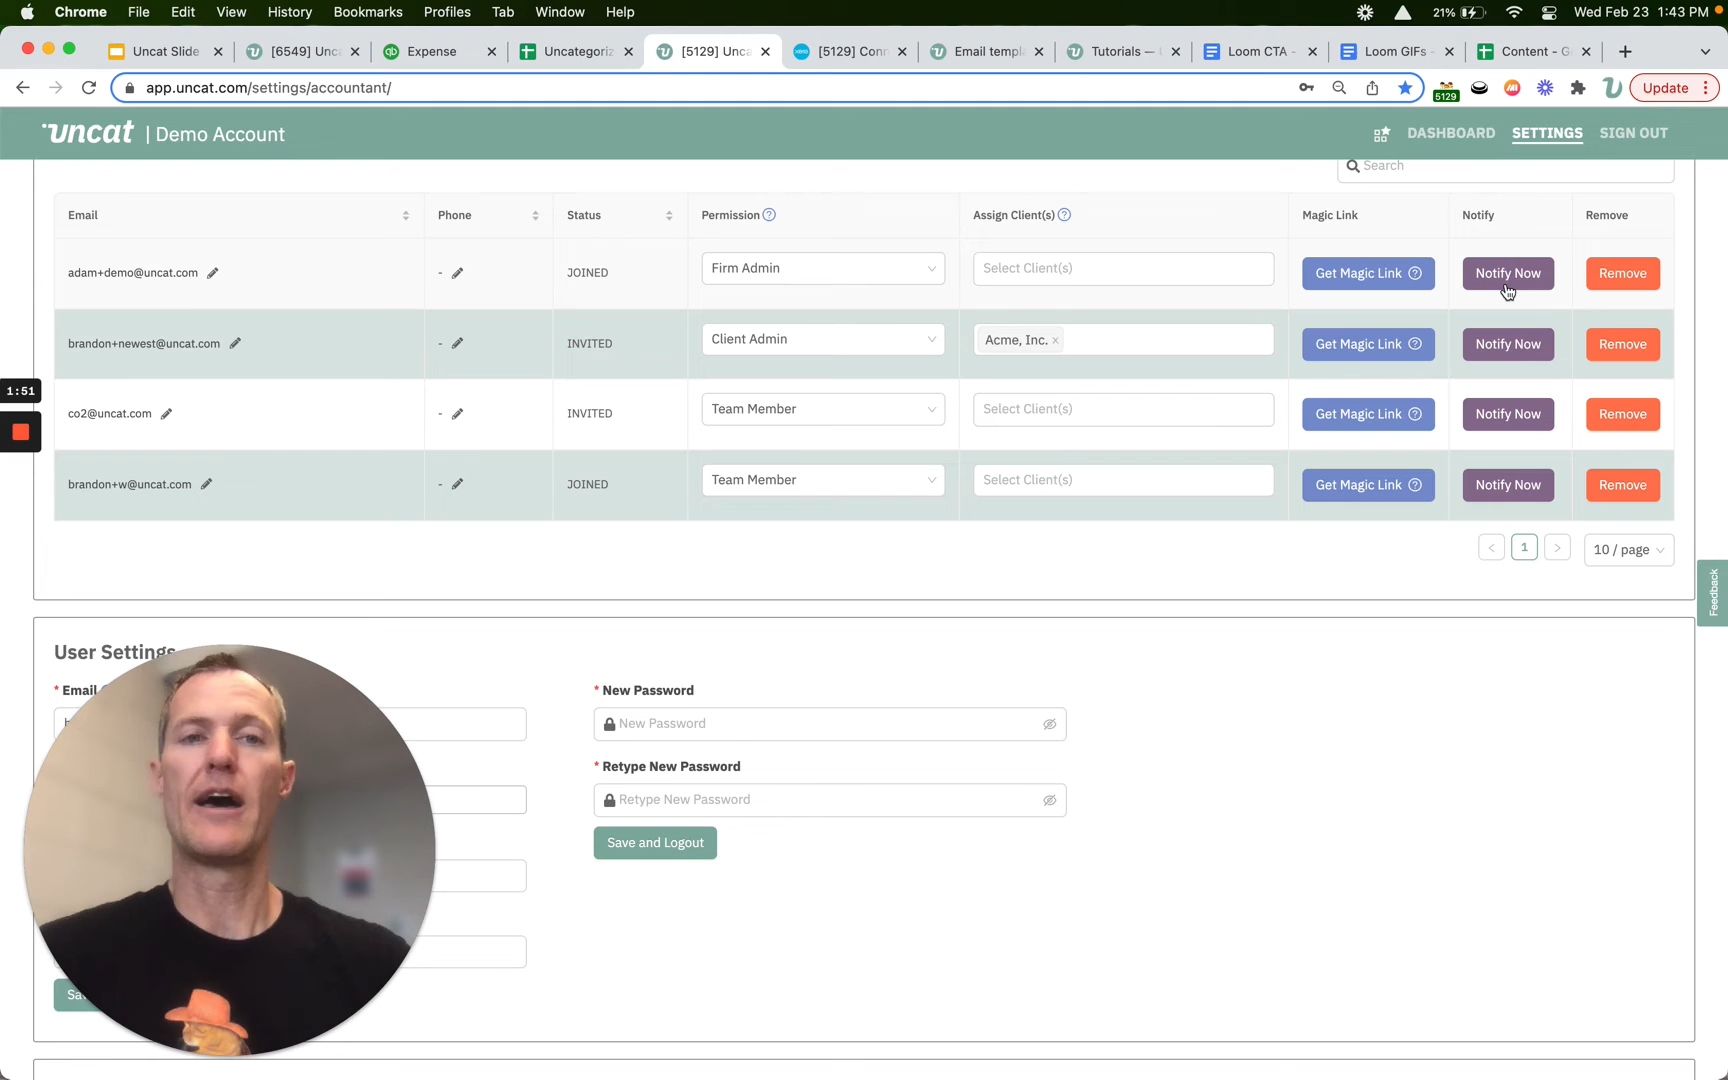 Chrome File Edit View History Bookmarks Profiles Tab Window Help 21% Wed Feb 23 1:43 PM
Uncat Slide [6549] Unc Expense Uncategoriz [5129] Unca [5129] Conn Email templ Tutorials — Loom CTA - Loom GIFs - Content - G
app.uncat.com/settings/accountant/ 5129 Update
uncat | Demo Account DASHBOARD SETTINGS SIGN OUT
Search
Email Phone Status Permission Assign Client(s) Magic Link Notify Remove
adam+demo@uncat.com - JOINED Firm Admin Select Client(s) Get Magic Link Notify Now Remove
brandon+newest@uncat.com - INVITED Client Admin Acme, Inc. × Get Magic Link Notify Now Remove
1:51
co2@uncat.com - INVITED Team Member Select Client(s) Get Magic Link Notify Now Remove
brandon+w@uncat.com - JOINED Team Member Select Client(s) Get Magic Link Notify Now Remove
< 1 > 10 / page
Feedback
User Settings
* Email * New Password
New Password
* Retype New Password
Retype New Password
Save and Logout
Sa